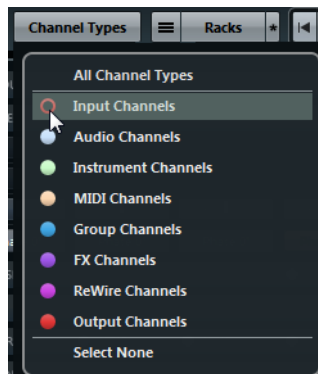 Channel Types Racks *
All Channel Types
Input Channels
Audio Channels
Instrument Channels
MIDI Channels
Group Channels
FX Channels
ReWire Channels
Output Channels
Select None